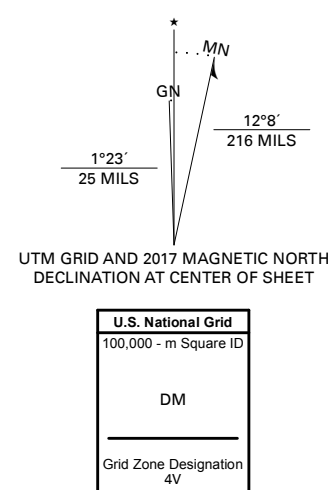 ★
MN
GN
12°8´
216 MILS
1°23´
25 MILS
UTM GRID AND 2017 MAGNETIC NORTH
DECLINATION AT CENTER OF SHEET
U.S. National Grid
100,000 - m Square ID
DM
Grid Zone Designation
4V